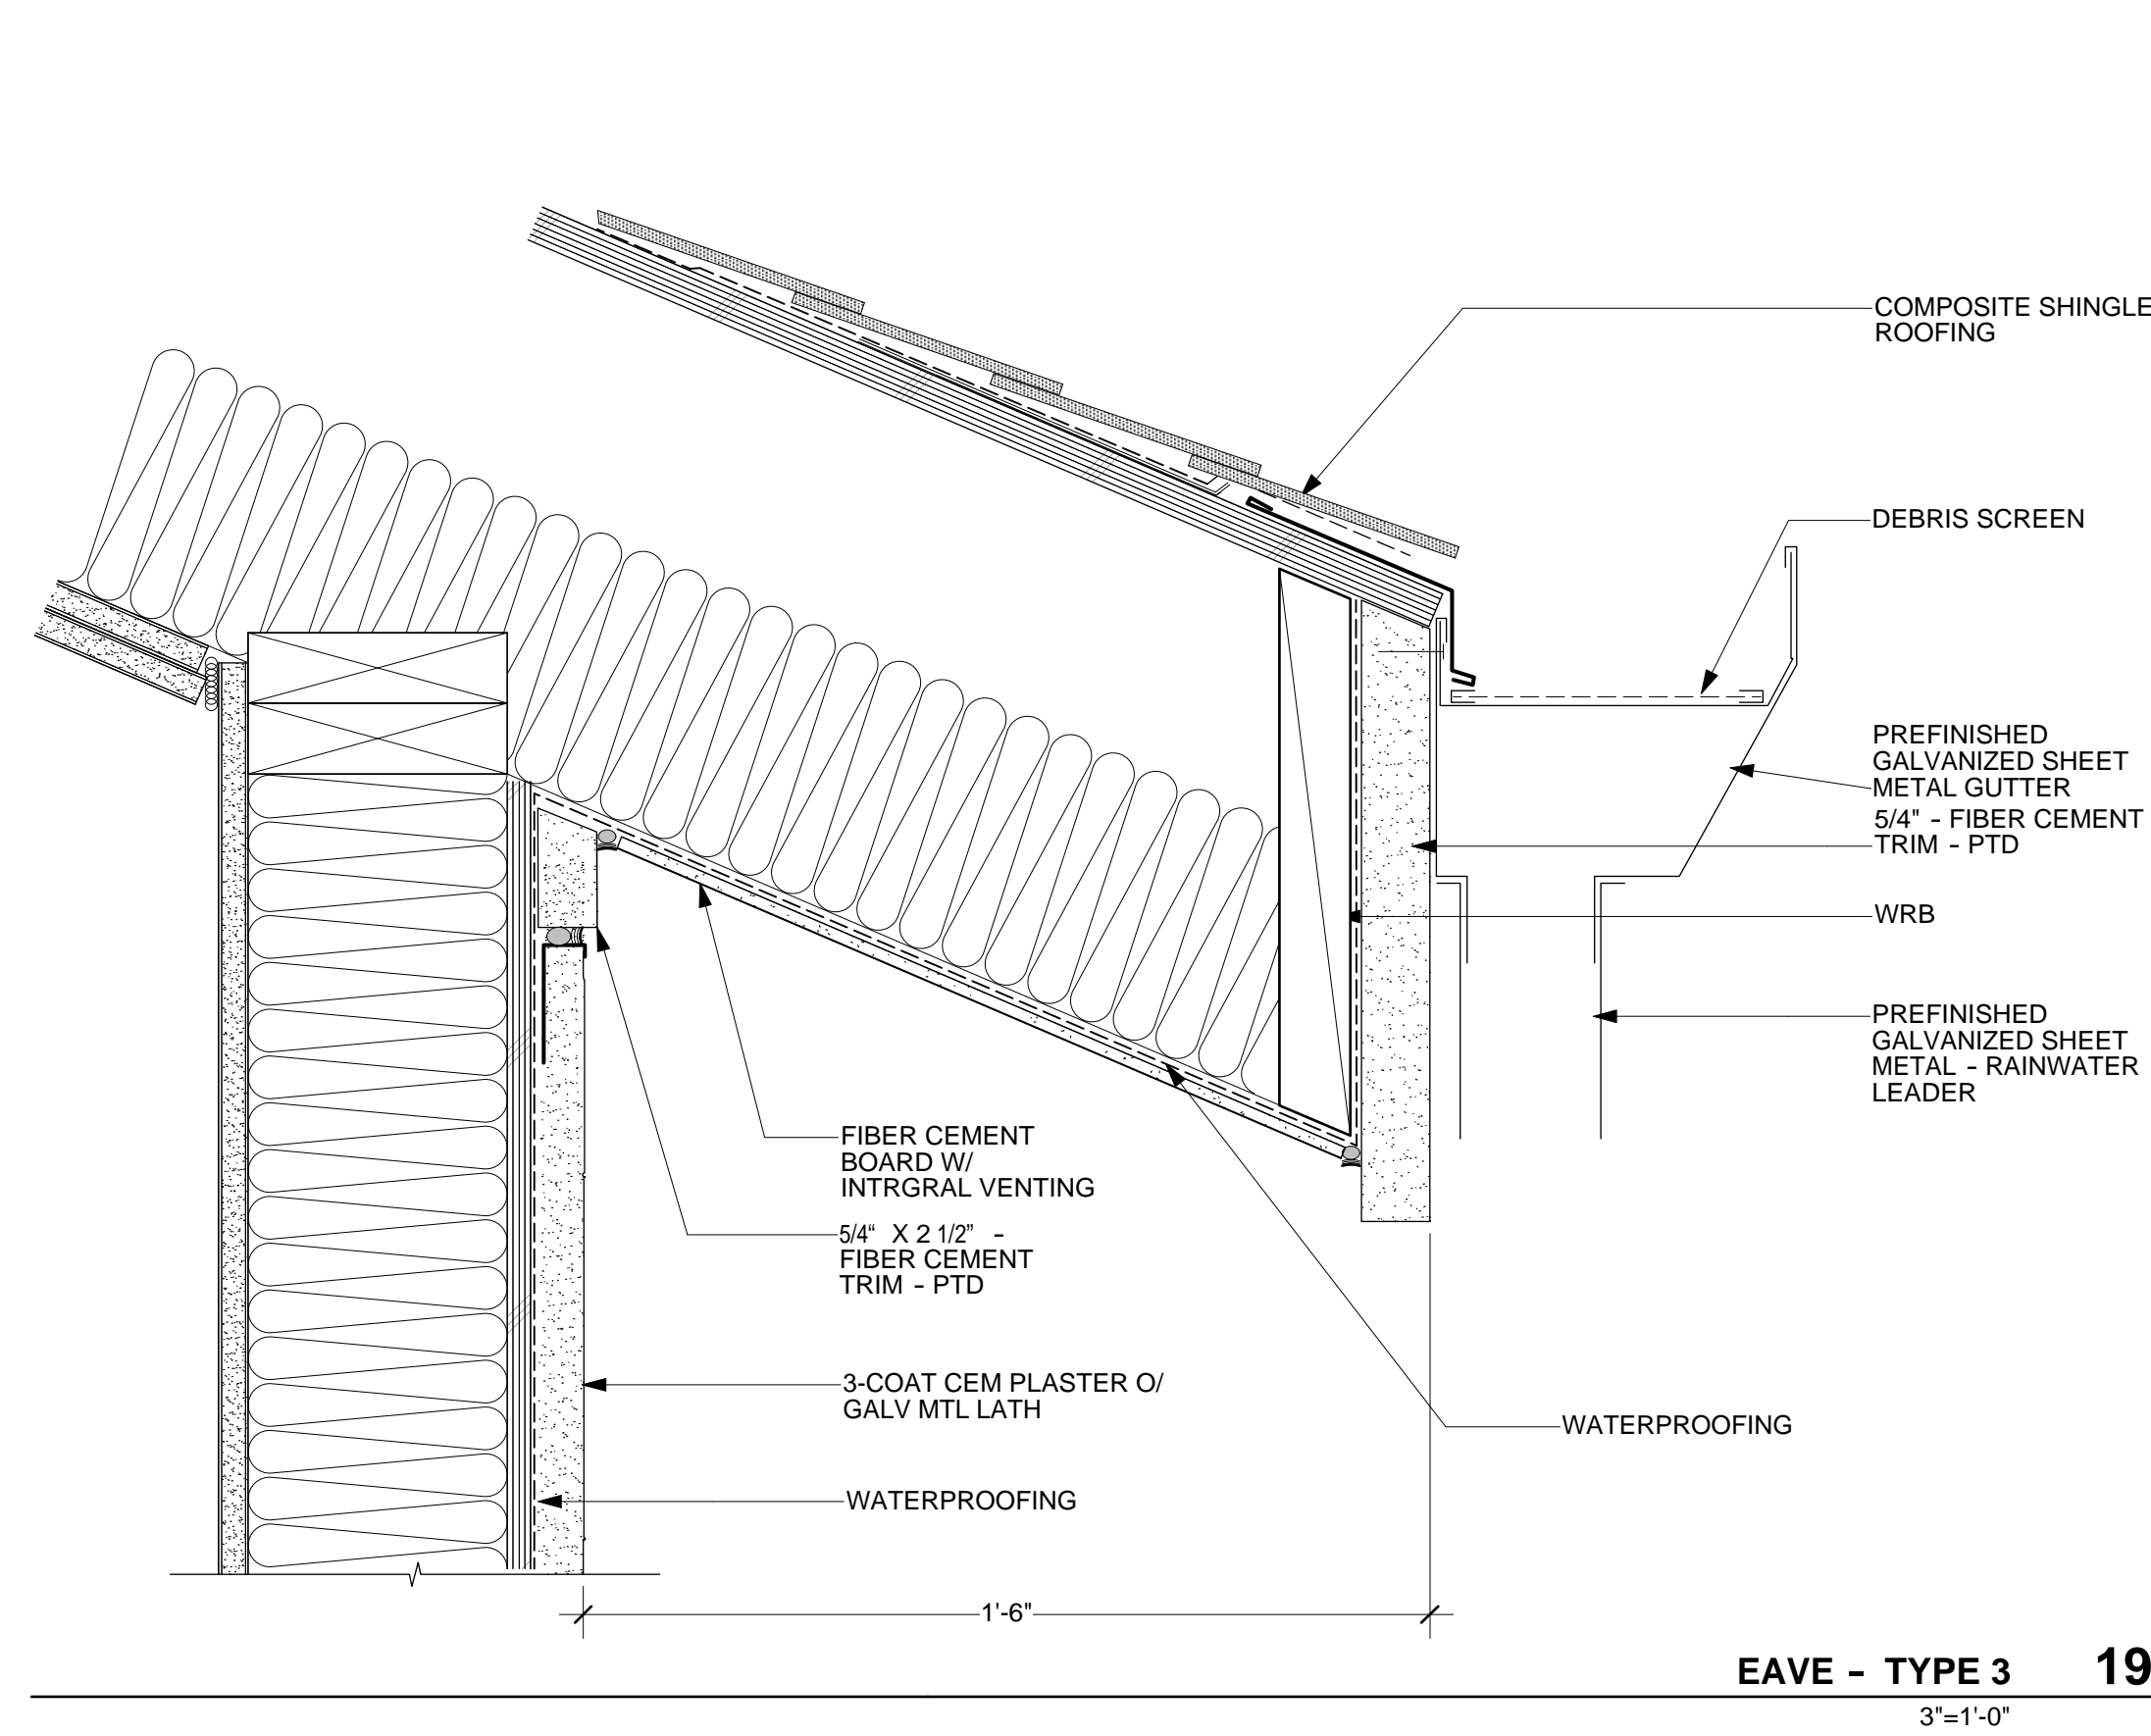 COMPOSITE SHINGLE
ROOFING
DEBRIS SCREEN
PREFINISHED
GALVANIZED SHEET
METAL GUTTER
5/4" - FIBER CEMENT
TRIM - PTD
WRB
PREFINISHED
GALVANIZED SHEET
METAL - RAINWATER
LEADER
FIBER CEMENT
BOARD W/
INTRGRAL VENTING
5/4“ X 2 1/2” -
FIBER CEMENT
TRIM - PTD
3-COAT CEM PLASTER O/
GALV MTL LATH
WATERPROOFING
WATERPROOFING
1'-6"
EAVE - TYPE 3 19
3"=1'-0"